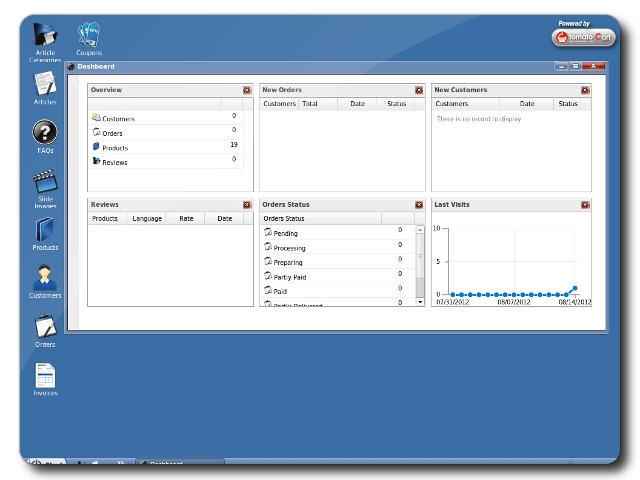 Powered by
Tomato Cart
Article
Categories
Coupons
Articles
FAQs
Slide
Images
Products
Customers
Orders
Invoices
Dashboard
Overview
Customers 0
Orders 0
Products 19
Reviews 0
New Orders
Customers Total Date Status
New Customers
Customers Date Status
There is no record to display
Reviews
Products Language Rate Date
Orders Status
Orders Status
Pending 0
Processing 0
Preparing 0
Partly Paid 0
Paid 0
Partly Delivered 0
Last Visits
10
5
0
07/31/2012 08/07/2012 08/14/2012
Dashboard